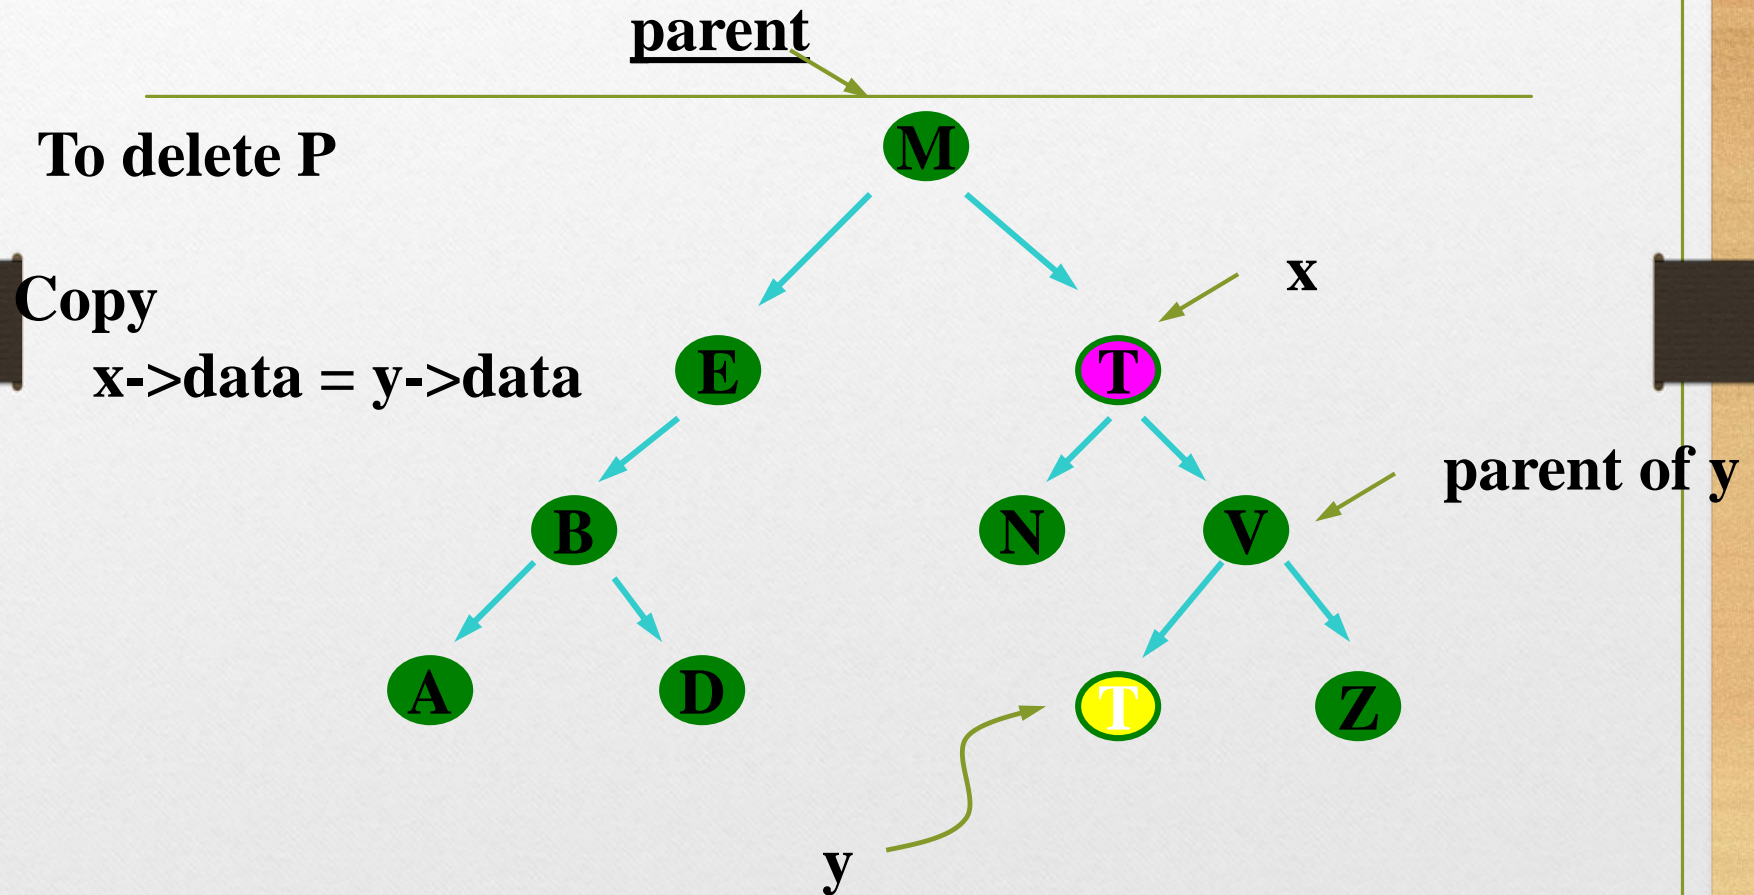 parent
To delete P
M
Copy
x
x->data = y->data
E
T
parent of y
B
N
V
A
D
T
Z
y